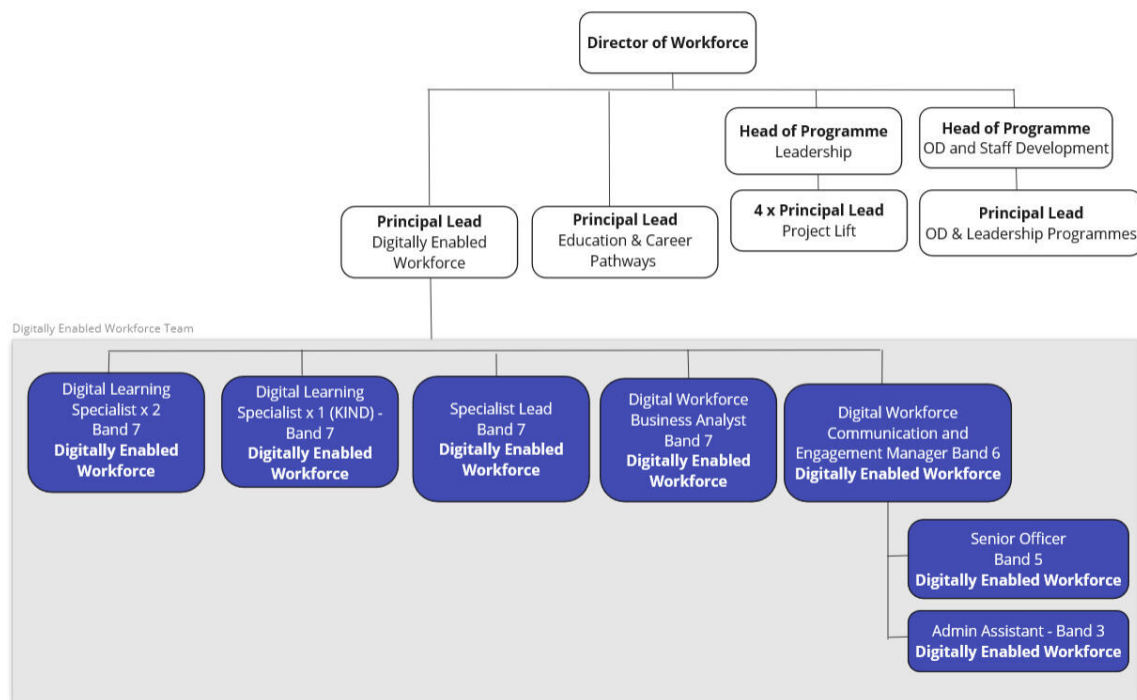 Director of Workforce
Head of Programme
Leadership
Head of Programme
OD and Staff Development
Principal Lead
Digitally Enabled
Workforce
Principal Lead
Education & Career
Pathways
4 x Principal Lead
Project Lift
Principal Lead
OD & Leadership Programmes
Digitally Enabled Workforce Team
Digital Learning
Specialist x 2
Band 7
Digitally Enabled
Workforce
Digital Learning
Specialist x 1 (KIND) -
Band 7
Digitally Enabled
Workforce
Specialist Lead
Band 7
Digitally Enabled
Workforce
Digital Workforce
Business Analyst
Band 7
Digitally Enabled
Workforce
Digital Workforce
Communication and
Engagement Manager Band 6
Digitally Enabled Workforce
Senior Officer
Band 5
Digitally Enabled Workforce
Admin Assistant - Band 3
Digitally Enabled Workforce